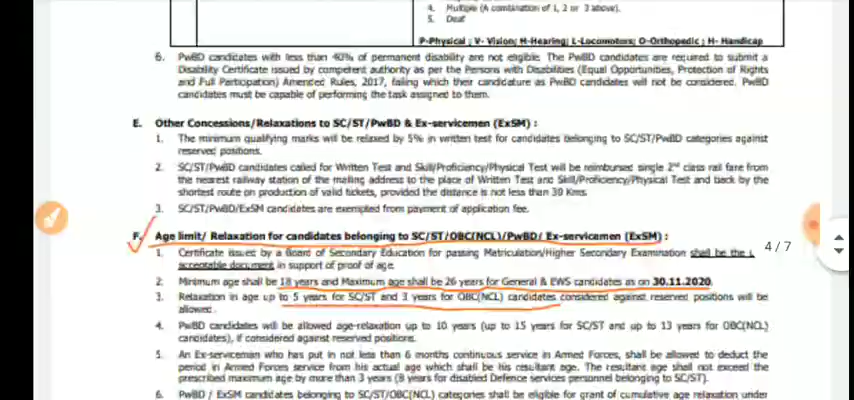 4. Multiple (A combination of 1, 2 or 3 above).
5. Deaf
P-Physical ; V- Vision; H-Hearing; L-Locomotors; O-Orthopedic ; H- Handicap
6. PwBD candidates with less than 40% of permanent disability are not eligible. The PwBD candidates are required to submit a
Disability Certificate issued by competent authority as per the Persons with Disabilities (Equal Opportunities, Protection of Rights
and Full Participation) Amended Rules, 2017, failing which their candidature as PwBD candidates will not be considered. PwBD
candidates must be capable of performing the task assigned to them.
E. Other Concessions/Relaxations to SC/ST/PwBD & Ex-servicemen (ExSM) :
1. The minimum qualifying marks will be relaxed by 5% in written test for candidates belonging to SC/ST/PwBD categories against
reserved positions.
2. SC/ST/PwBD candidates called for Written Test and Skill/Proficiency/Physical Test will be reimbursed single 2nd class rail fare from
the nearest railway station of the mailing address to the place of Written Test and Skill/Proficiency/Physical Test and back by the
shortest route on production of valid tickets, provided the distance is not less than 30 Kms.
3. SC/ST/PwBD/ExSM candidates are exempted from payment of application fee.
F. Age limit/ Relaxation for candidates belonging to SC/ST/OBC(NCL)/PwBD/ Ex-servicemen (ExSM) :
1. Certificate issued by a Board of Secondary Education for passing Matriculation/Higher Secondary Examination shall be the
4 / 7
acceptable document in support of proof of age.
2. Minimum age shall be 18 years and Maximum age shall be 26 years for General & EWS candidates as on 30.11.2020.
3. Relaxation in age up to 5 years for SC/ST and 3 years for OBC(NCL) candidates considered against reserved positions will be
allowed.
4. PwBD candidates will be allowed age-relaxation up to 10 years (up to 15 years for SC/ST and up to 13 years for OBC(NCL)
candidates), if considered against reserved positions.
5. An Ex-serviceman who has put in not less than 6 months continuous service in Armed Forces, shall be allowed to deduct the
period in Armed Forces service from his actual age which shall be his resultant age. The resultant age shall not exceed the
prescribed maximum age by more than 3 years (8 years for disabled Defence services personnel belonging to SC/ST).
6. PwBD / ExSM candidates belonging to SC/ST/OBC(NCL) categories shall be eligible for grant of cumulative age relaxation under